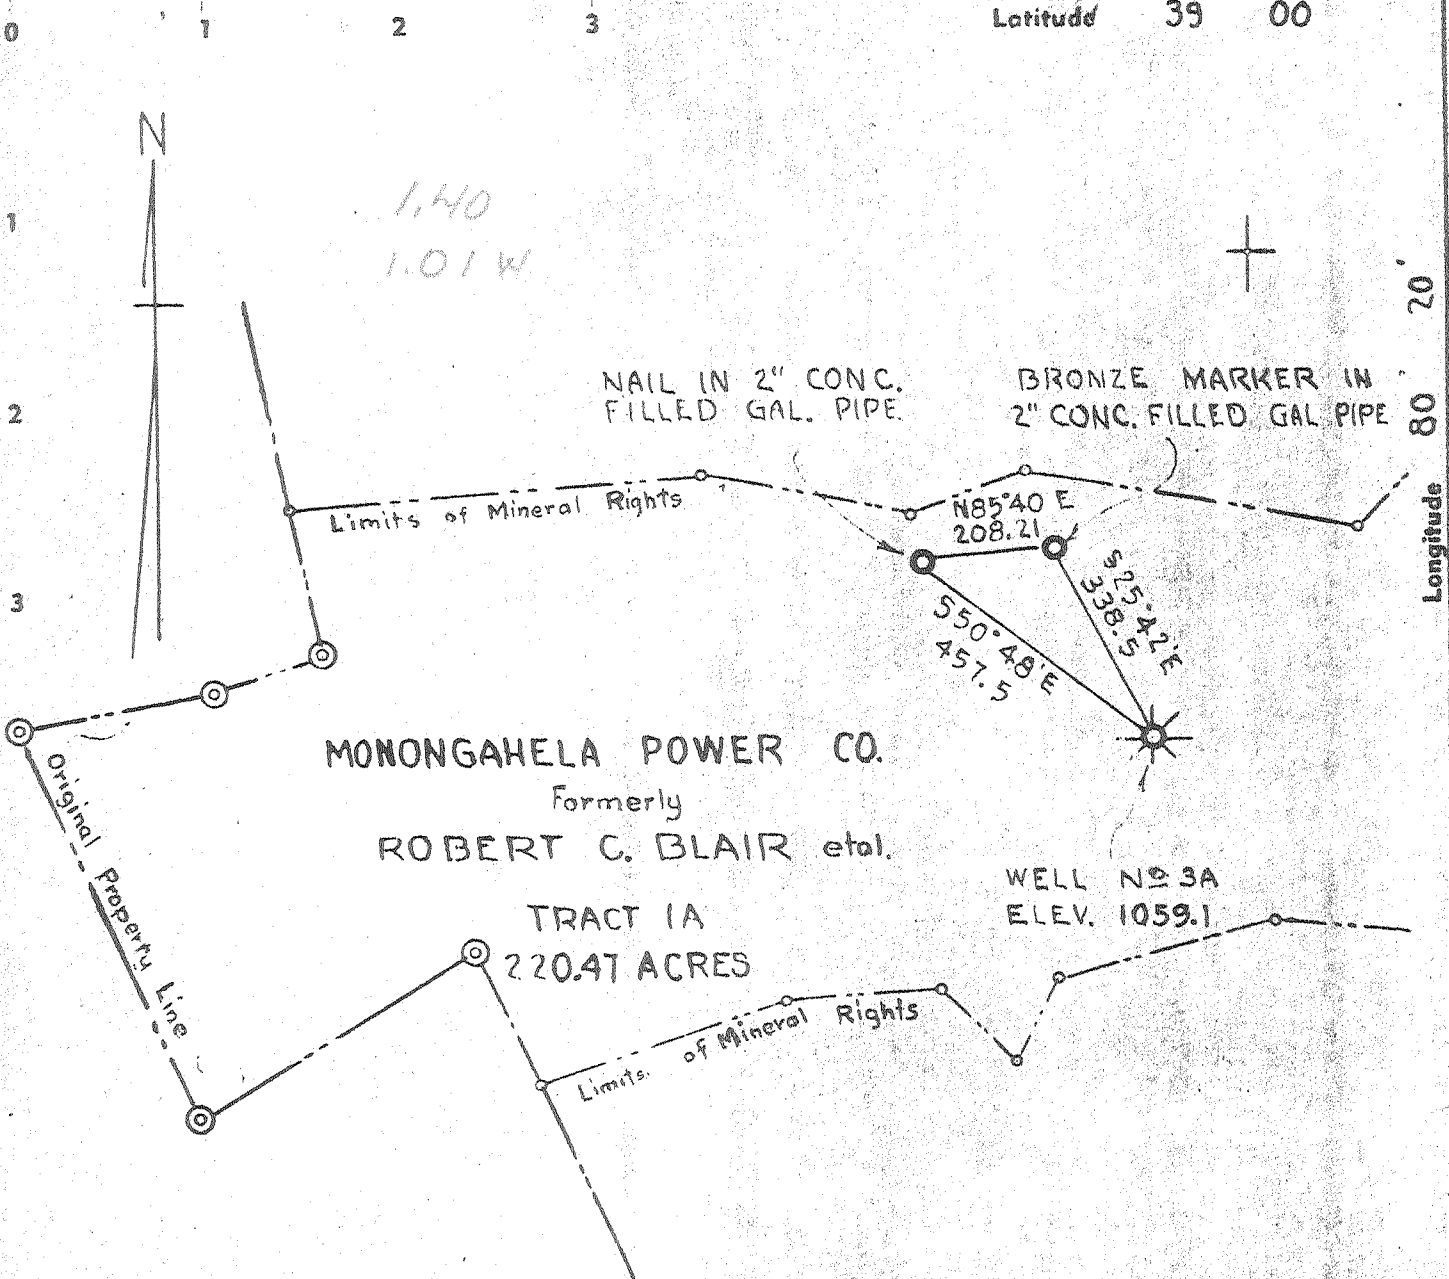 0 1 2 3
Latitude 39 00
N
1
2
3
1.40
1.01 W
Longitude 80 20'
NAIL IN 2" CONC.
FILLED GAL. PIPE.
BRONZE MARKER IN
2" CONC. FILLED GAL PIPE
Limits of Mineral Rights
N85°40 E
208.21
S25°42'E
338.5
S50°48'E
457.5
MONONGAHELA POWER CO.
Formerly
ROBERT C. BLAIR etal.
TRACT 1A
220.47 ACRES
WELL Nº 3A
ELEV. 1059.1
Original Property Line
Limits of Mineral Rights